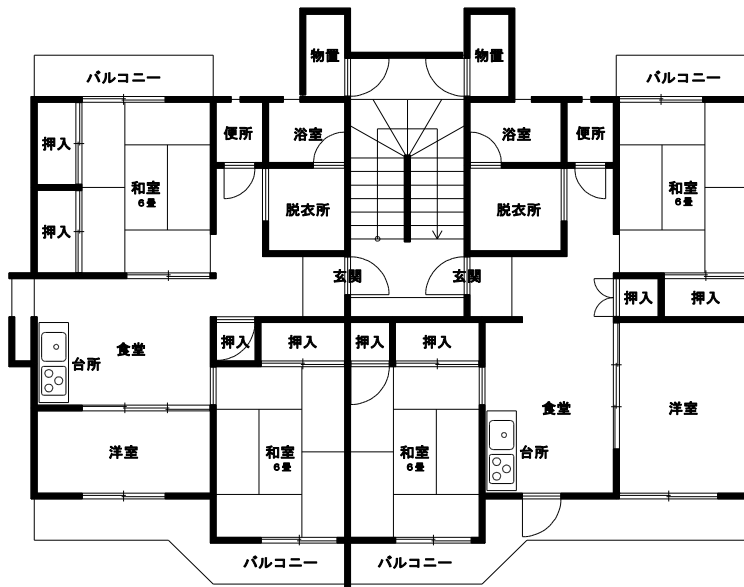 物置
物置
バルコニー
バルコニー
便所
浴室
浴室
便所
押入
和室
6畳
脱衣所
脱衣所
和室
6畳
押入
玄関
玄関
押入
押入
食堂
台所
押入
押入
押入
押入
食堂
洋室
洋室
和室
6畳
和室
6畳
台所
バルコニー
バルコニー